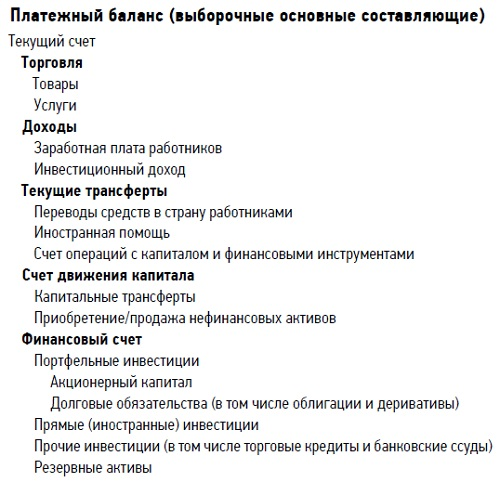 Платежный баланс (выборочные основные составляющие)
Текущий счет
Торговля
Товары
Услуги
Доходы
Заработная плата работников
Инвестиционный доход
Текущие трансферты
Переводы средств в страну работниками
Иностранная помощь
Счет операций с капиталом и финансовыми инструментами
Счет движения капитала
Капитальные трансферты
Приобретение/продажа нефинансовых активов
Финансовый счет
Портфельные инвестиции
Акционерный капитал
Долговые обязательства (в том числе облигации и деривативы)
Прямые (иностранные) инвестиции
Прочие инвестиции (в том числе торговые кредиты и банковские ссуды)
Резервные активы